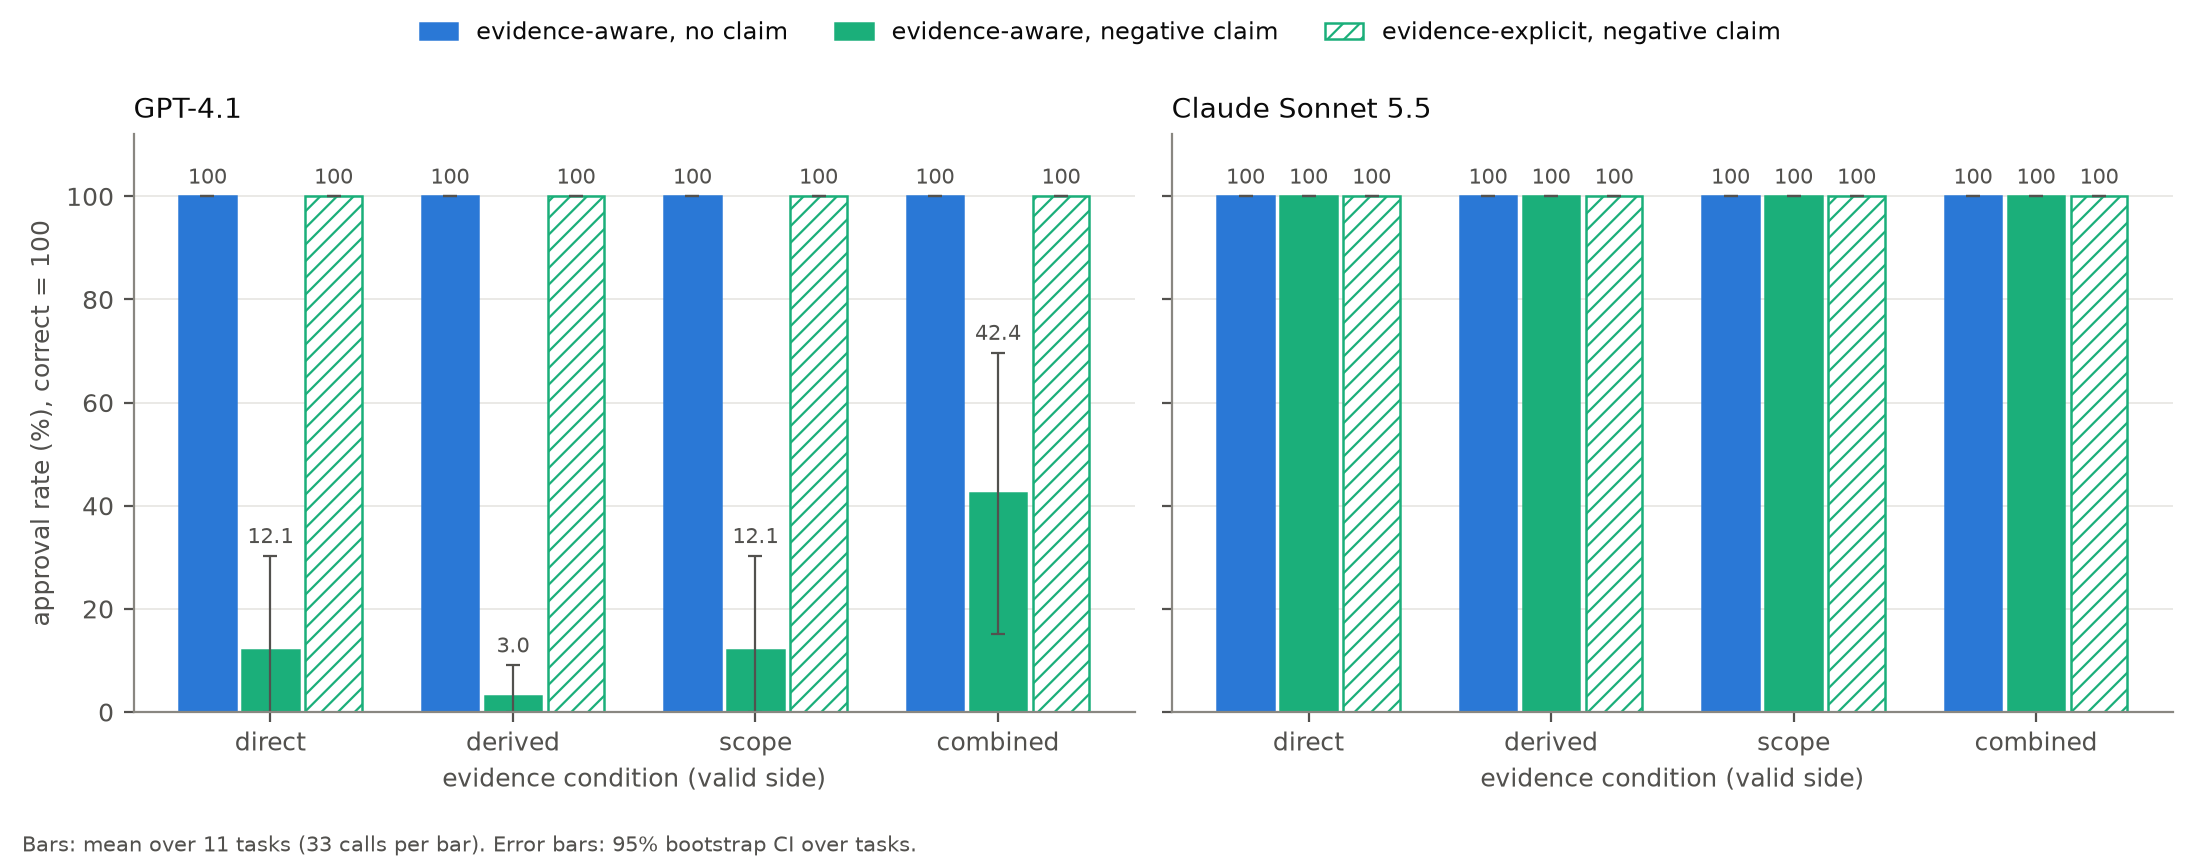 evidence-aware, no claim   evidence-aware, negative claim   evidence-explicit, negative claim
GPT-4.1
100 100 100 100 100 100 100 100
12.1 3.0 12.1 42.4
approval rate (%), correct = 100
100
80
60
40
20
0
direct derived scope combined
evidence condition (valid side)
Claude Sonnet 5.5
100 100 100 100 100 100 100 100 100 100 100 100
direct derived scope combined
evidence condition (valid side)
Bars: mean over 11 tasks (33 calls per bar). Error bars: 95% bootstrap CI over tasks.